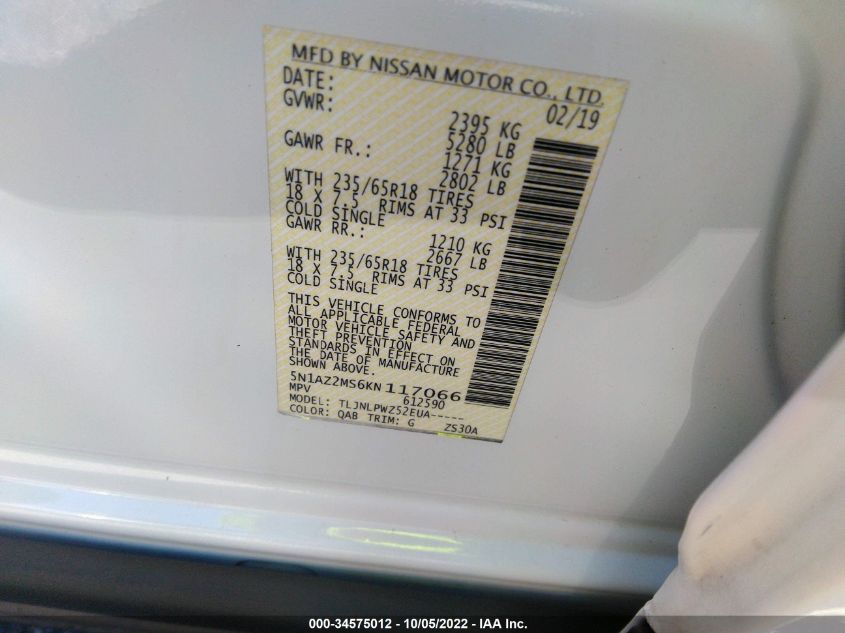 MFD BY NISSAN MOTOR CO., LTD.
DATE: 02/19
GVWR: 2395 KG
5280 LB
GAWR FR.: 1271 KG
2802 LB
WITH 235/65R18 TIRES
18 X 7.5 RIMS AT 33 PSI
COLD SINGLE
GAWR RR.: 1210 KG
2667 LB
WITH 235/65R18 TIRES
18 X 7.5 RIMS AT 33 PSI
COLD SINGLE
THIS VEHICLE CONFORMS TO
ALL APPLICABLE FEDERAL
MOTOR VEHICLE SAFETY AND
THEFT PREVENTION
STANDARDS IN EFFECT ON
THE DATE OF MANUFACTURE
SHOWN ABOVE.
5N1AZ2MS6KN 117066
MPV 612590
MODEL: TLJNLPWZ52EUA-----
COLOR: QAB TRIM: G ZS30A
000-34575012 - 10/05/2022 - IAA Inc.